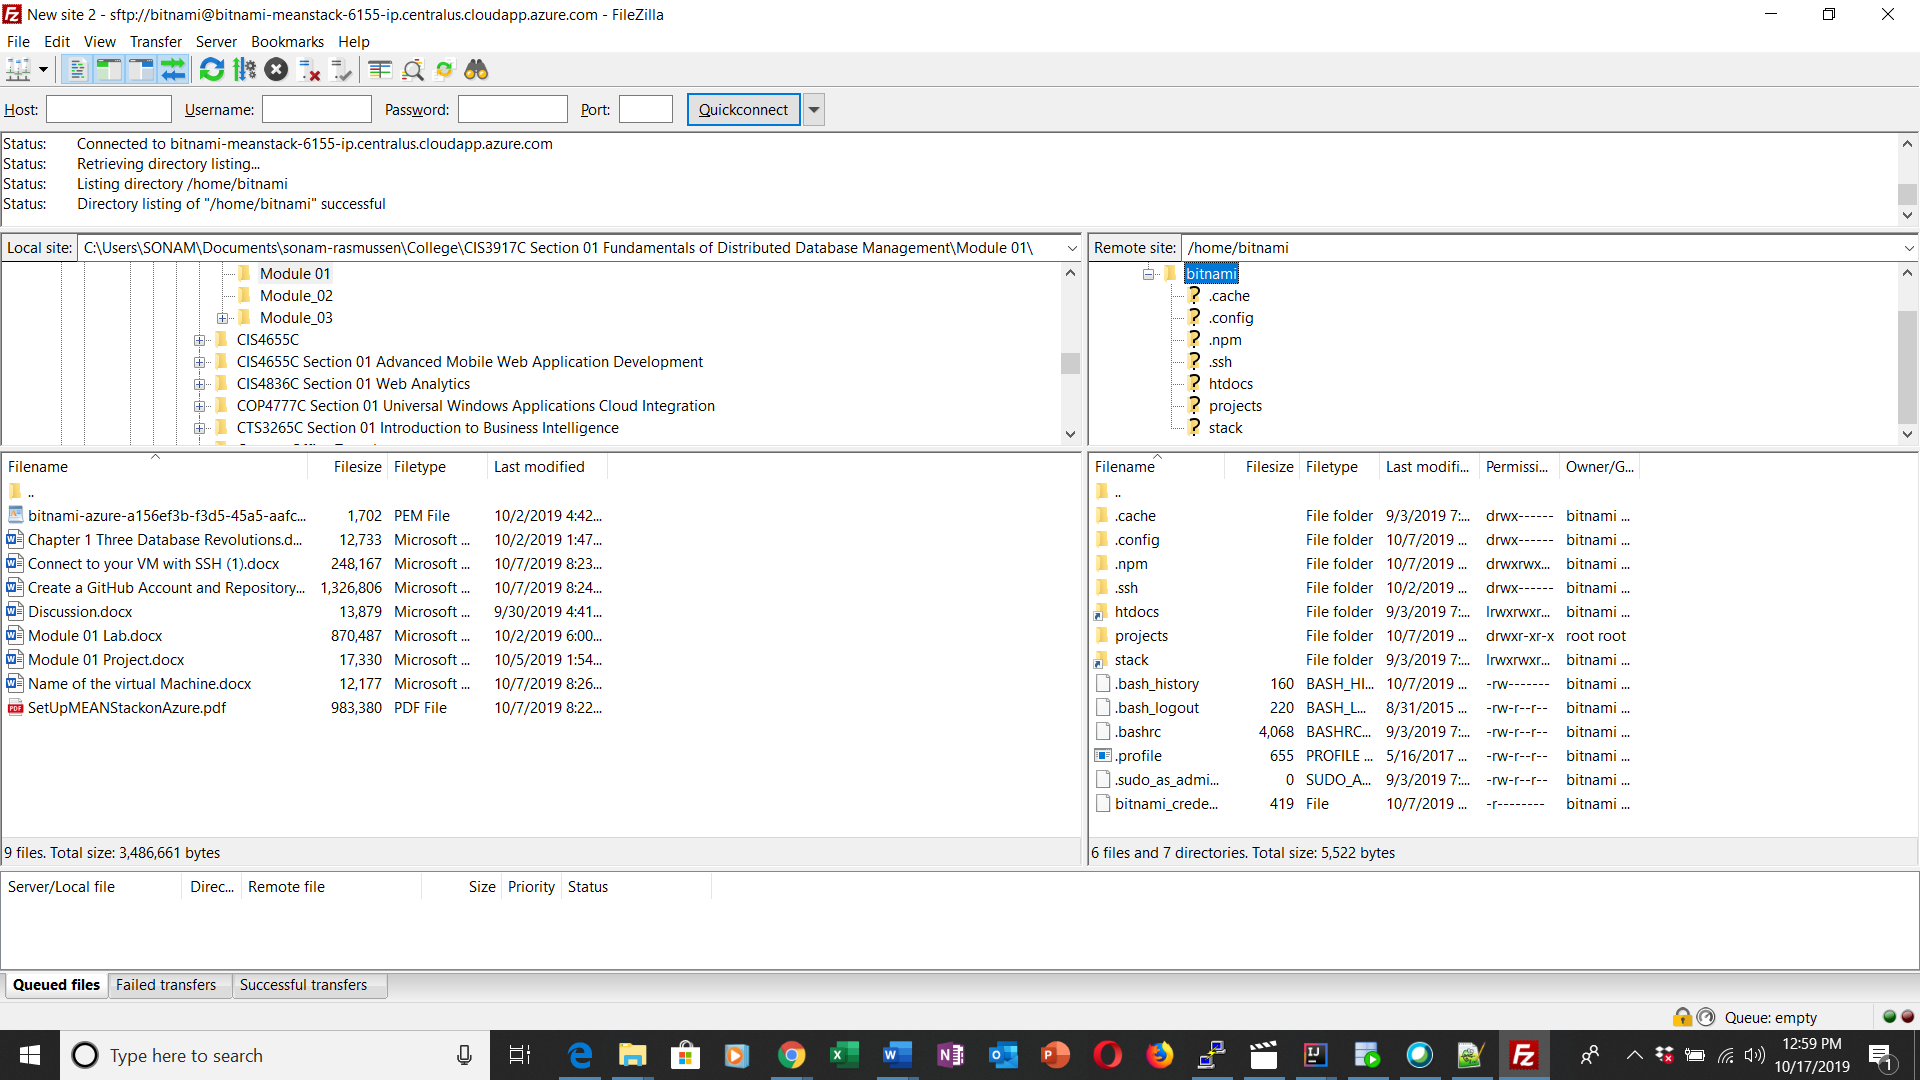 New site 2 - sftp://bitnami@bitnami-meanstack-6155-ip.centralus.cloudapp.azure.com - FileZilla
File Edit View Transfer Server Bookmarks Help
Host: Username: Password: Port: Quickconnect
Status: Connected to bitnami-meanstack-6155-ip.centralus.cloudapp.azure.com
Status: Retrieving directory listing...
Status: Listing directory /home/bitnami
Status: Directory listing of "/home/bitnami" successful
Local site: C:\Users\SONAM\Documents\sonam-rasmussen\College\CIS3917C Section 01 Fundamentals of Distributed Database Management\Module 01\
Module 01
Module_02
Module_03
CIS4655C
CIS4655C Section 01 Advanced Mobile Web Application Development
CIS4836C Section 01 Web Analytics
COP4777C Section 01 Universal Windows Applications Cloud Integration
CTS3265C Section 01 Introduction to Business Intelligence
Remote site: /home/bitnami
bitnami
.cache
.config
.npm
.ssh
htdocs
projects
stack
Filename Filesize Filetype Last modified
..
bitnami-azure-a156ef3b-f3d5-45a5-aafc... 1,702 PEM File 10/2/2019 4:42...
Chapter 1 Three Database Revolutions.d... 12,733 Microsoft ... 10/2/2019 1:47...
Connect to your VM with SSH (1).docx 248,167 Microsoft ... 10/7/2019 8:23...
Create a GitHub Account and Repository... 1,326,806 Microsoft ... 10/7/2019 8:24...
Discussion.docx 13,879 Microsoft ... 9/30/2019 4:41...
Module 01 Lab.docx 870,487 Microsoft ... 10/2/2019 6:00...
Module 01 Project.docx 17,330 Microsoft ... 10/5/2019 1:54...
Name of the virtual Machine.docx 12,177 Microsoft ... 10/7/2019 8:26...
SetUpMEANStackonAzure.pdf 983,380 PDF File 10/7/2019 8:22...
9 files. Total size: 3,486,661 bytes
Filename Filesize Filetype Last modifi... Permissi... Owner/G...
..
.cache File folder 9/3/2019 7:... drwx------ bitnami ...
.config File folder 10/7/2019 ... drwx------ bitnami ...
.npm File folder 10/7/2019 ... drwxrwx... bitnami ...
.ssh File folder 10/2/2019 ... drwx------ bitnami ...
htdocs File folder 9/3/2019 7:... lrwxrwxr... bitnami ...
projects File folder 10/7/2019 ... drwxr-xr-x root root
stack File folder 9/3/2019 7:... lrwxrwxr... bitnami ...
.bash_history 160 BASH_HI... 10/7/2019 ... -rw------- bitnami ...
.bash_logout 220 BASH_L... 8/31/2015 ... -rw-r--r-- bitnami ...
.bashrc 4,068 BASHRC... 9/3/2019 7:... -rw-r--r-- bitnami ...
.profile 655 PROFILE ... 5/16/2017 ... -rw-r--r-- bitnami ...
.sudo_as_admi... 0 SUDO_A... 9/3/2019 7:... -rw-r--r-- bitnami ...
bitnami_crede... 419 File 10/7/2019 ... -r-------- bitnami ...
6 files and 7 directories. Total size: 5,522 bytes
Server/Local file Direc... Remote file Size Priority Status
Queued files Failed transfers Successful transfers
Queue: empty
Type here to search
12:59 PM
10/17/2019
1